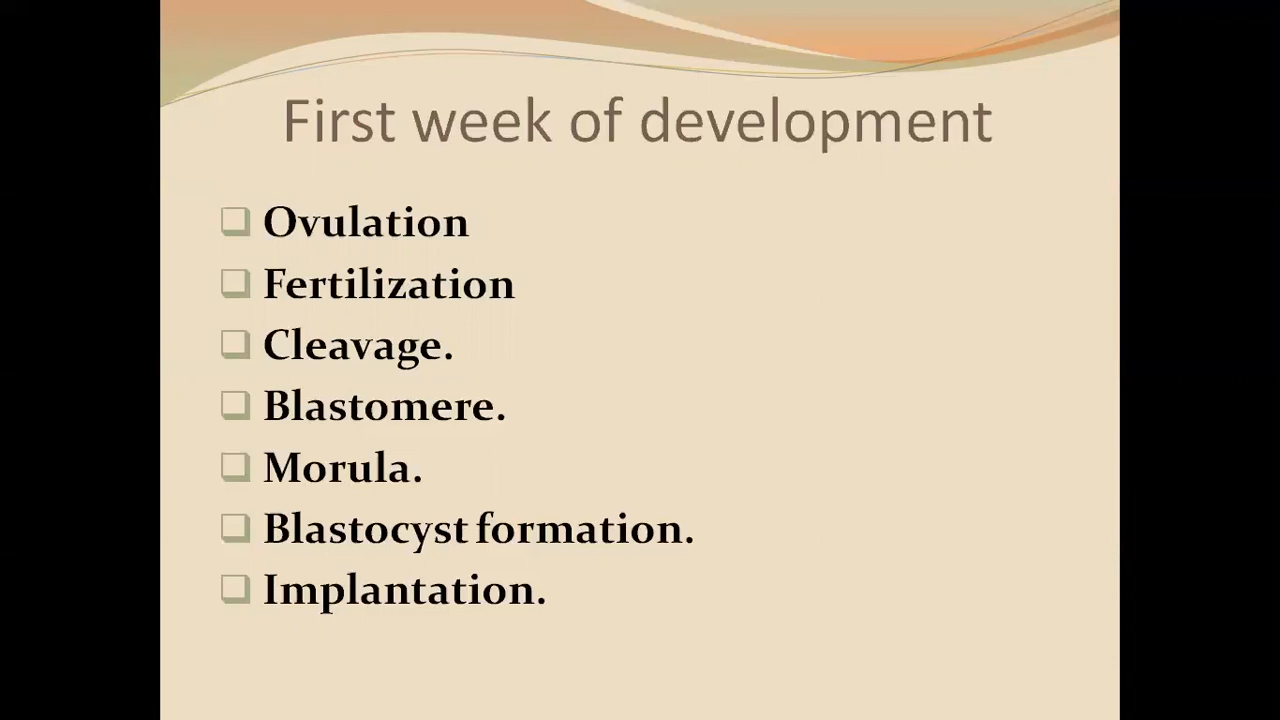 First week of development
Ovulation
Fertilization
Cleavage.
Blastomere.
Morula.
Blastocyst formation.
Implantation.